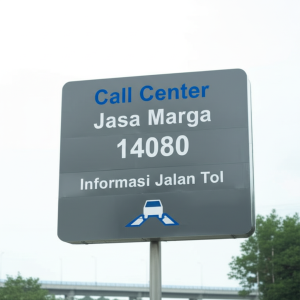 Call Center
Jasa Marga
14080
Informasi Jalan Tol